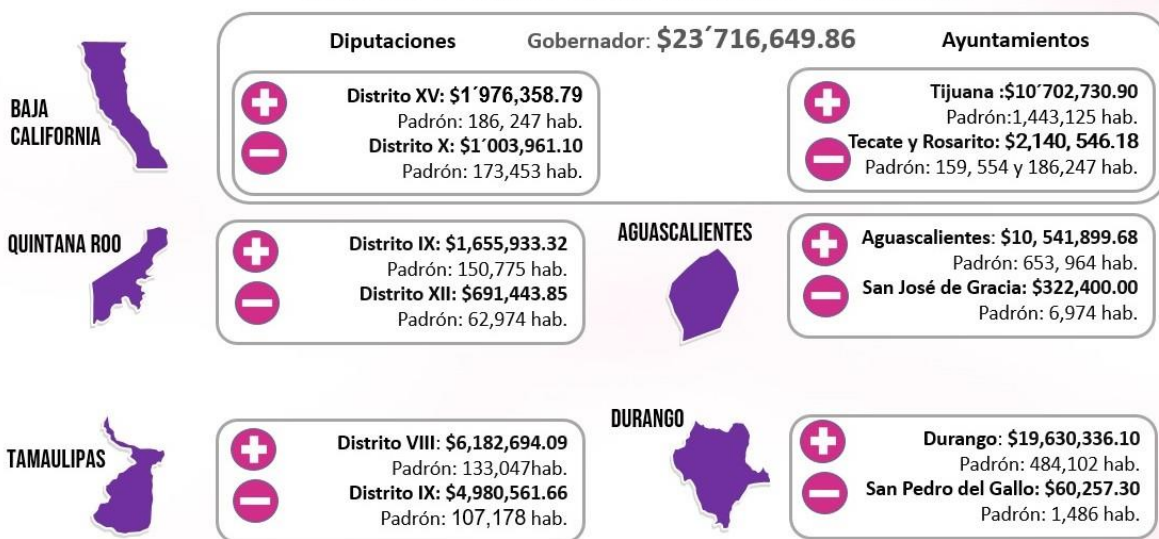 Diputaciones
Gobernador: $23´716,649.86
Ayuntamientos
BAJA
CALIFORNIA
Distrito XV: $1´976,358.79
Padrón: 186, 247 hab.
Distrito X: $1´003,961.10
Padrón: 173,453 hab.
Tijuana :$10´702,730.90
Padrón:1,443,125 hab.
Tecate y Rosarito: $2,140, 546.18
Padrón: 159, 554 y 186,247 hab.
QUINTANA ROO
Distrito IX: $1,655,933.32
Padrón: 150,775 hab.
Distrito XII: $691,443.85
Padrón: 62,974 hab.
AGUASCALIENTES
Aguascalientes: $10, 541,899.68
Padrón: 653, 964 hab.
San José de Gracia: $322,400.00
Padrón: 6,974 hab.
TAMAULIPAS
Distrito VIII: $6,182,694.09
Padrón: 133,047hab.
Distrito IX: $4,980,561.66
Padrón: 107,178 hab.
DURANGO
Durango: $19,630,336.10
Padrón: 484,102 hab.
San Pedro del Gallo: $60,257.30
Padrón: 1,486 hab.